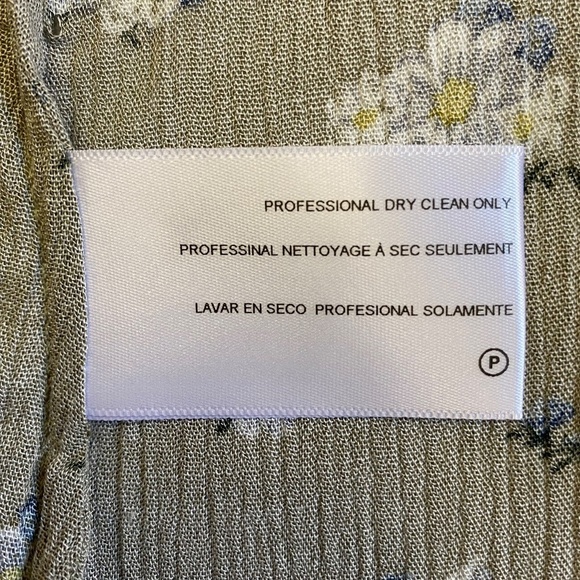 PROFESSIONAL DRY CLEAN ONLY
PROFESSINAL NETTOYAGE À SEC SEULEMENT
LAVAR EN SECO PROFESIONAL SOLAMENTE
P